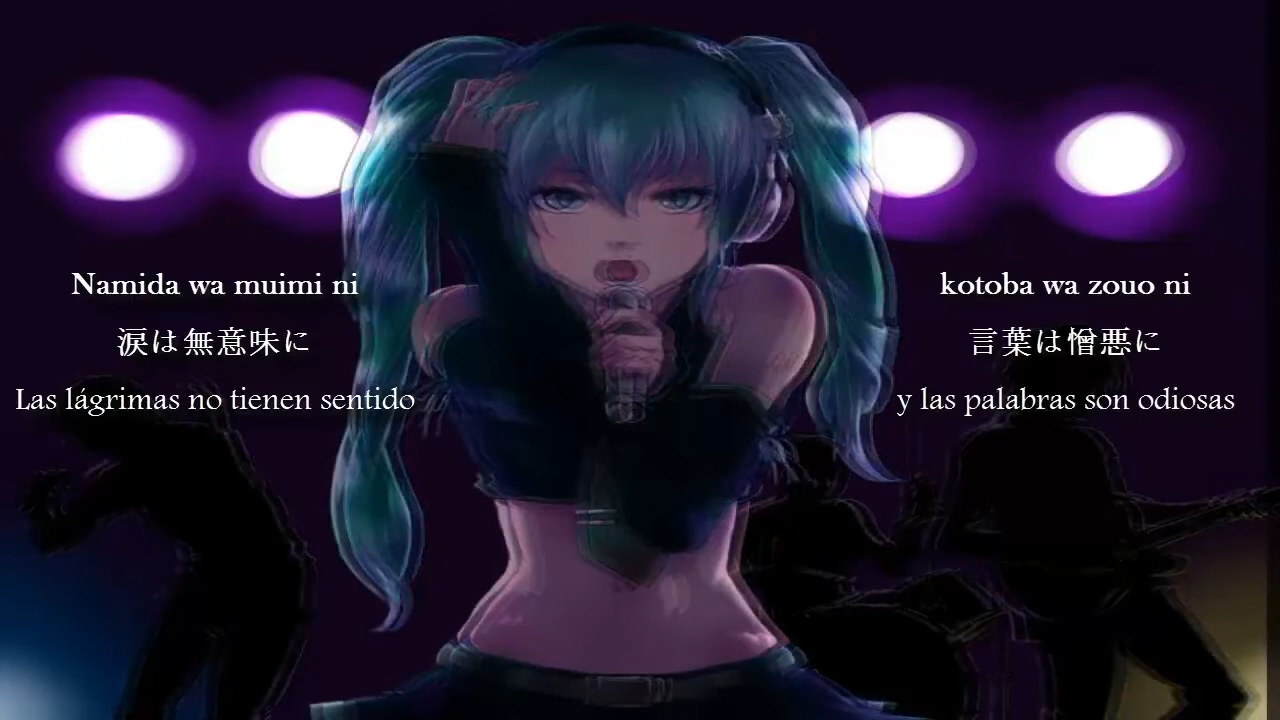 Namida wa muimi ni
涙は無意味に
Las lágrimas no tienen sentido
kotoba wa zouo ni
言葉は憎悪に
y las palabras son odiosas